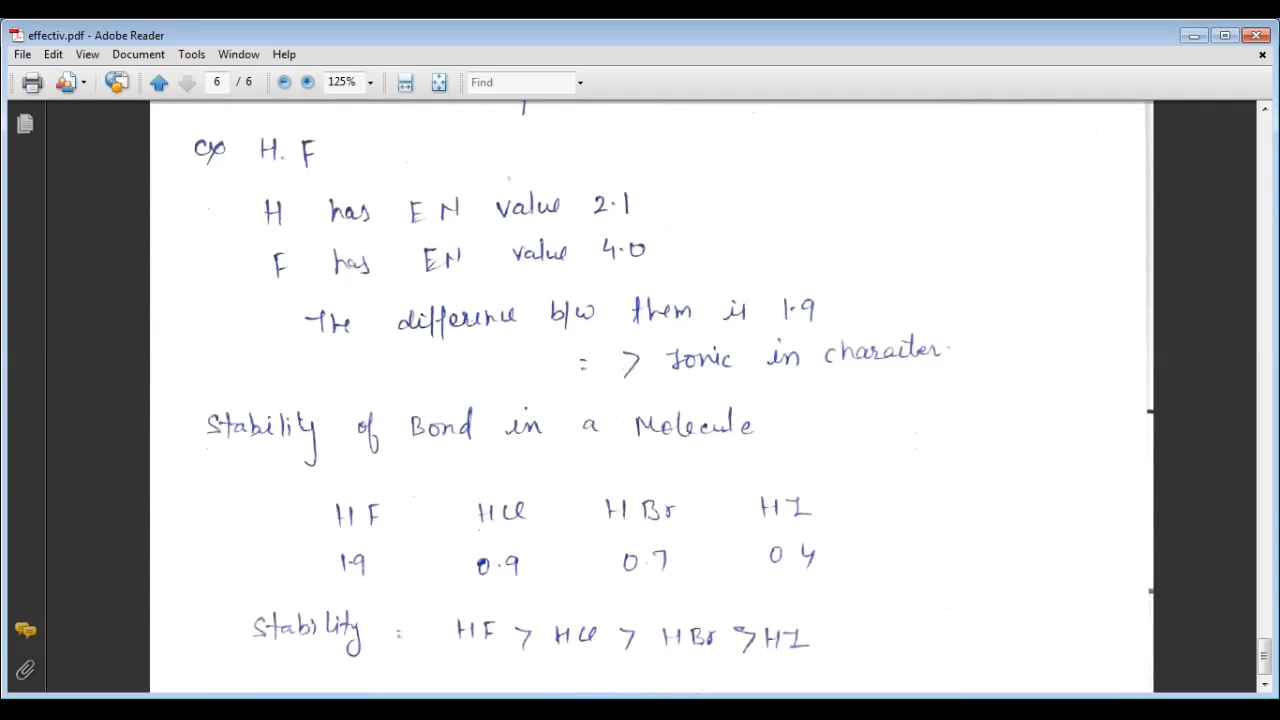 effectiv.pdf - Adobe Reader
File Edit View Document Tools Window Help
6 / 6 125% Find
H. F
H has EN value 2.1
F has EN value 4.0
The difference b/w them is 1.9
= > Ionic in character.
Stability of Bond in a Molecule
HF HCl HBr HI
1.9 0.9 0.7 0.4
Stability : HF > HCl > HBr > HI